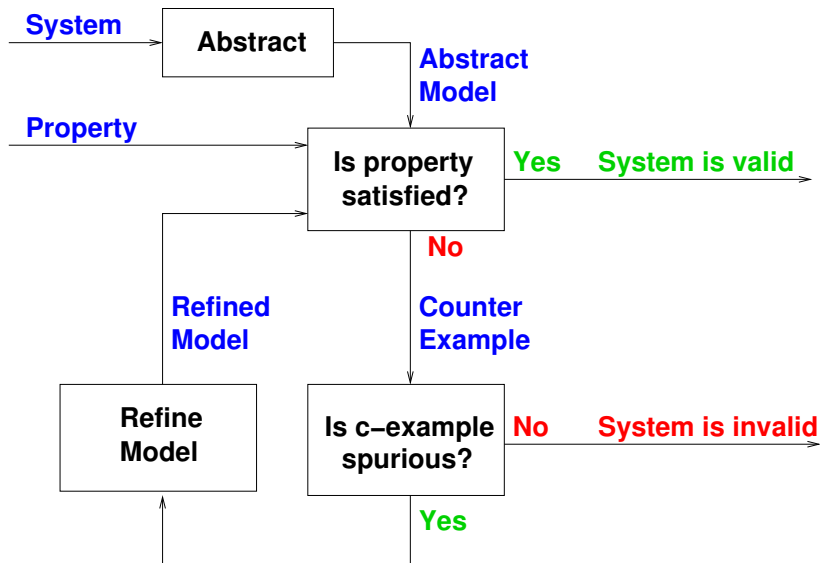 System
Abstract
Abstract
Model
Property
Is property
satisfied?
Yes
System is valid
No
Refined
Model
Counter
Example
Refine
Model
Is c−example
spurious?
No
System is invalid
Yes